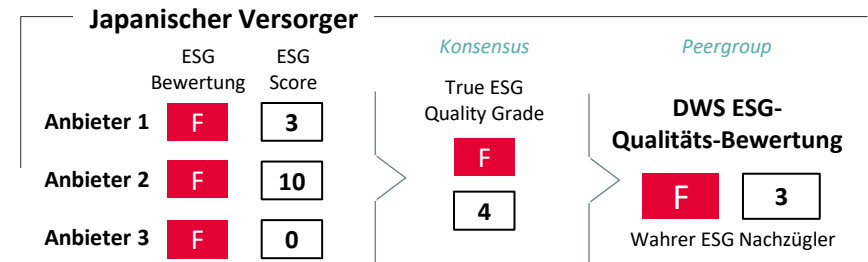 Japanischer Versorger
ESG Bewertung
ESG Score
Anbieter 1 F 3
Anbieter 2 F 10
Anbieter 3 F 0
Konsensus
True ESG
Quality Grade
F
4
Peergroup
DWS ESG-
Qualitäts-Bewertung
F 3
Wahrer ESG Nachzügler